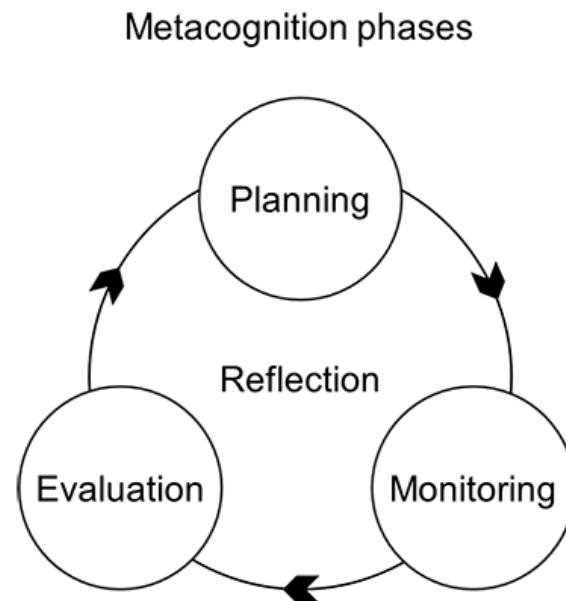 Metacognition phases
Planning
Reflection
Evaluation
Monitoring